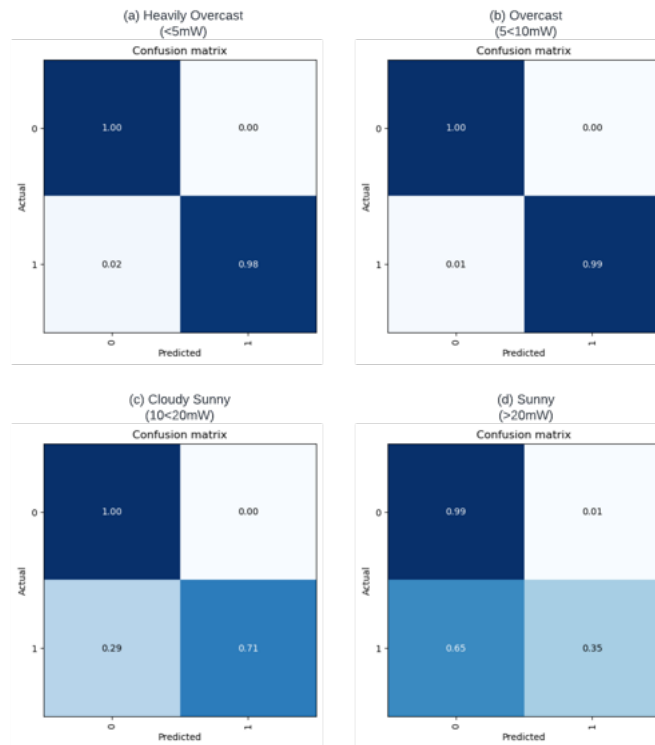 (a) Heavily Overcast
(<5mW)
Confusion matrix
0
1.00
0.00
Actual
1
0.02
0.98
0
1
Predicted
(b) Overcast
(5<10mW)
Confusion matrix
0
1.00
0.00
Actual
1
0.01
0.99
0
1
Predicted
(c) Cloudy Sunny
(10<20mW)
Confusion matrix
0
1.00
0.00
Actual
1
0.29
0.71
0
1
Predicted
(d) Sunny
(>20mW)
Confusion matrix
0
0.99
0.01
Actual
1
0.65
0.35
0
1
Predicted